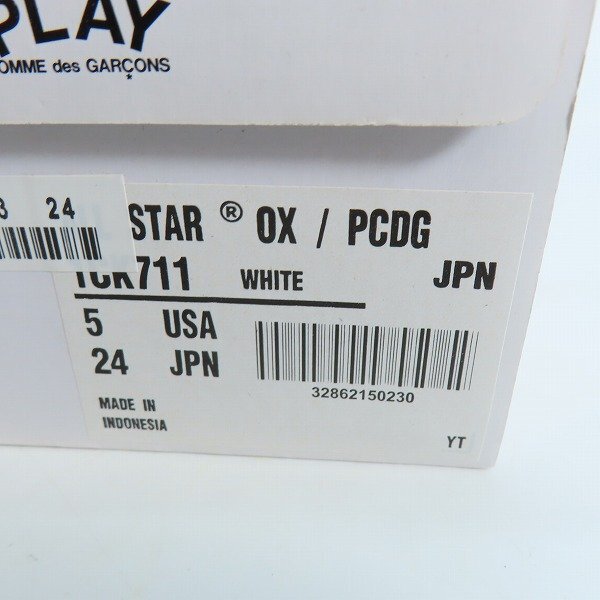 PLAY
OMME des GARÇONS
3 24
STAR® OX / PCDG
1CK711 WHITE JPN
5 USA
24 JPN
32862150230
MADE IN
INDONESIA
YT